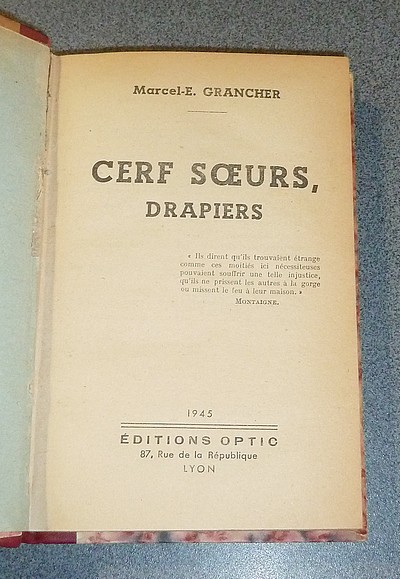 Marcel-E. GRANCHER
CERF SŒURS,
DRAPIERS
« Ils dirent qu'ils trouvaient étrange
comme ces moitiés ici nécessiteuses
pouvaient souffrir une telle injustice,
qu'ils ne prissent les autres à la gorge
ou missent le feu à leur maison. »
MONTAIGNE.
1945
ÉDITIONS OPTIC
87, Rue de la République
LYON